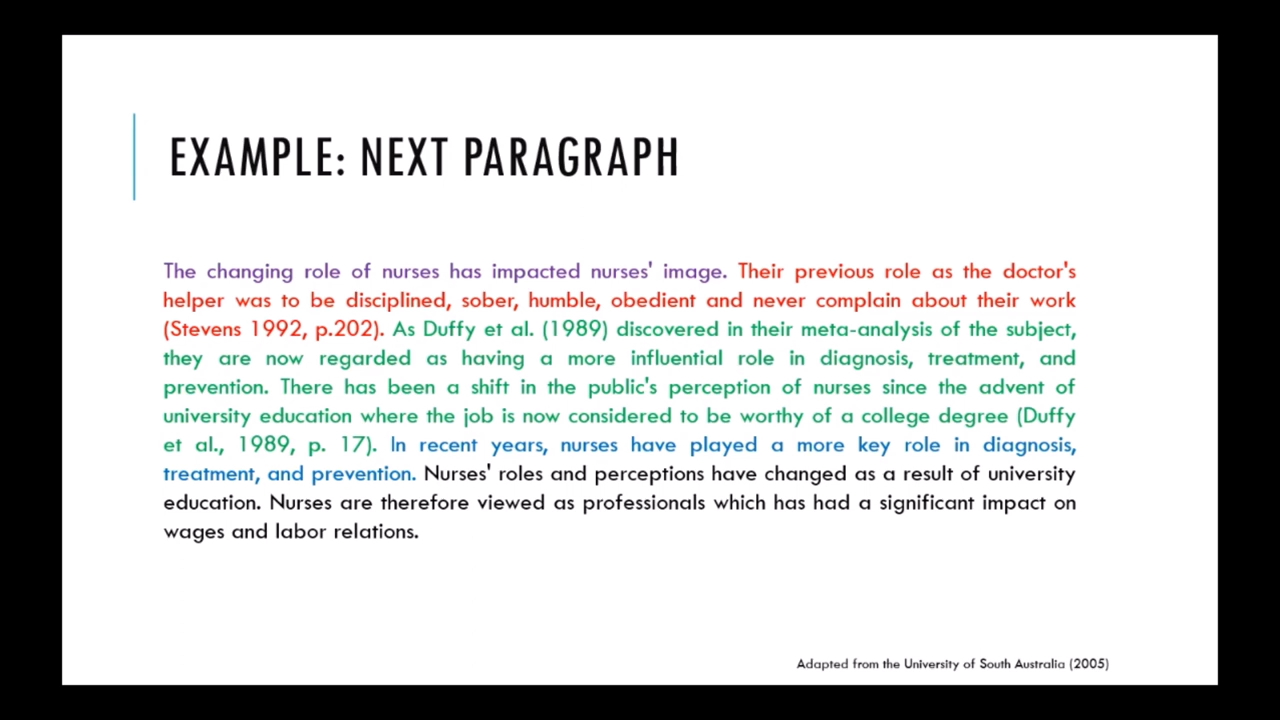 EXAMPLE: NEXT PARAGRAPH
The changing role of nurses has impacted nurses' image. Their previous role as the doctor's
helper was to be disciplined, sober, humble, obedient and never complain about their work
(Stevens 1992, p.202). As Duffy et al. (1989) discovered in their meta-analysis of the subject,
they are now regarded as having a more influential role in diagnosis, treatment, and
prevention. There has been a shift in the public's perception of nurses since the advent of
university education where the job is now considered to be worthy of a college degree (Duffy
et al., 1989, p. 17). In recent years, nurses have played a more key role in diagnosis,
treatment, and prevention. Nurses' roles and perceptions have changed as a result of university
education. Nurses are therefore viewed as professionals which has had a significant impact on
wages and labor relations.
Adapted from the University of South Australia (2005)